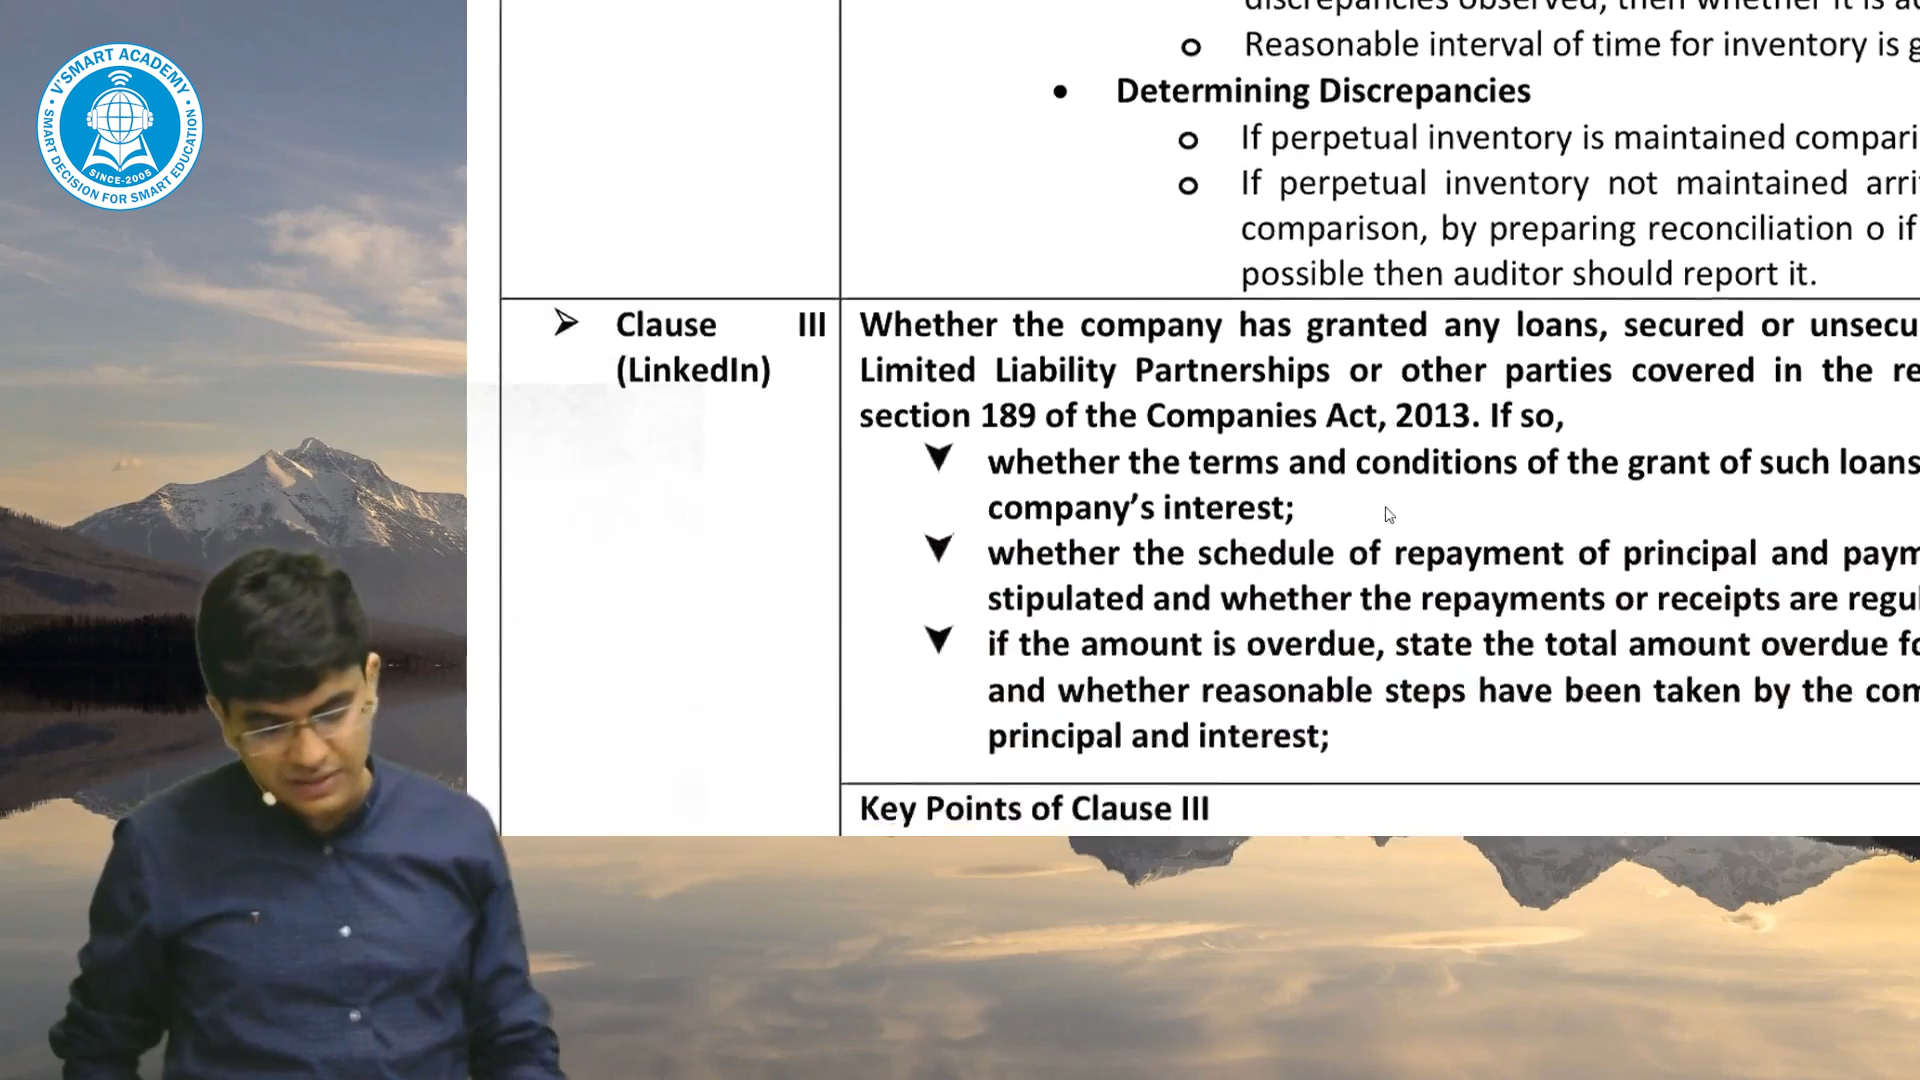 V'SMART ACADEMY
SMART DECISION FOR SMART EDUCATION
SINCE-2005
discrepancies observed, then whether it is
Reasonable interval of time for inventory is
Determining Discrepancies
If perpetual inventory is maintained
If perpetual inventory not maintained
comparison, by preparing reconciliation o if
possible then auditor should report it.
Clause III
(LinkedIn)
Whether the company has granted any loans, secured or
Limited Liability Partnerships or other parties covered in the
section 189 of the Companies Act, 2013. If so,
whether the terms and conditions of the grant of such loans
company's interest;
whether the schedule of repayment of principal and
stipulated and whether the repayments or receipts are
if the amount is overdue, state the total amount overdue
and whether reasonable steps have been taken by the
principal and interest;
Key Points of Clause III